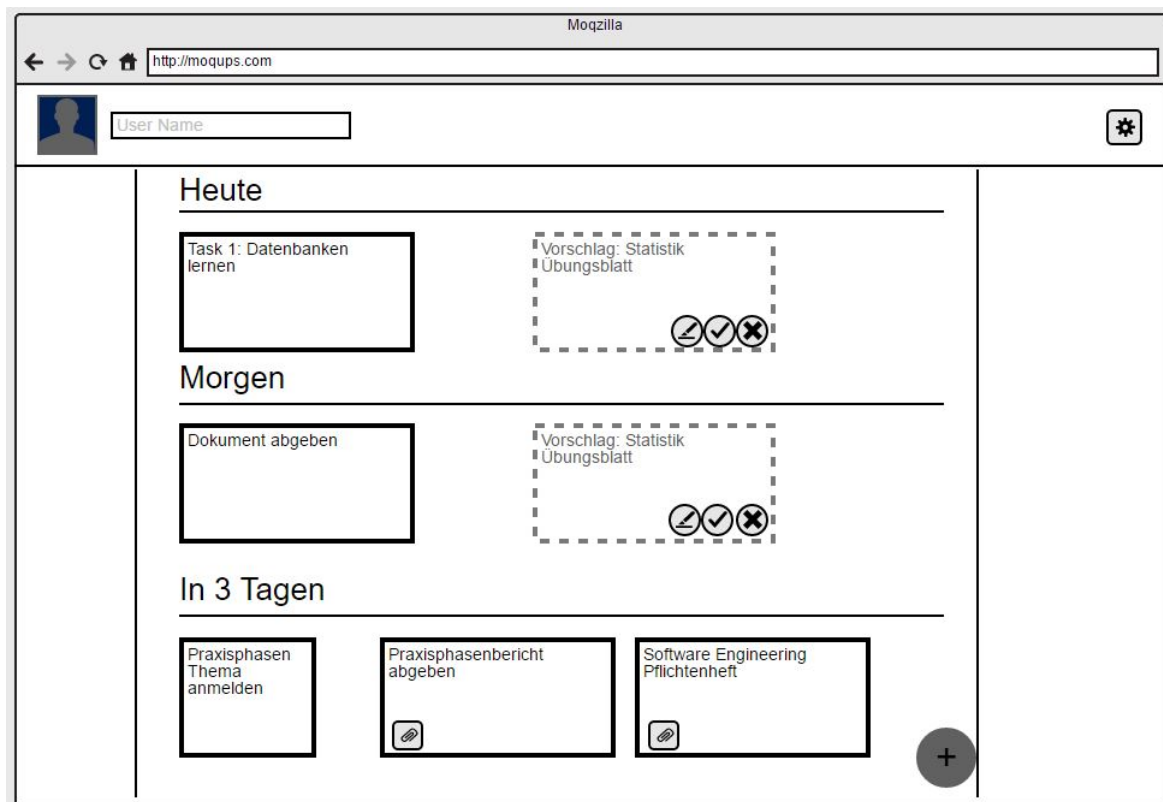 Moqzilla
http://moqups.com
User Name
Heute
Task 1: Datenbanken
lernen
Vorschlag: Statistik
Übungsblatt
Morgen
Dokument abgeben
Vorschlag: Statistik
Übungsblatt
In 3 Tagen
Praxisphasen
Thema
anmelden
Praxisphasenbericht
abgeben
Software Engineering
Pflichtenheft
+